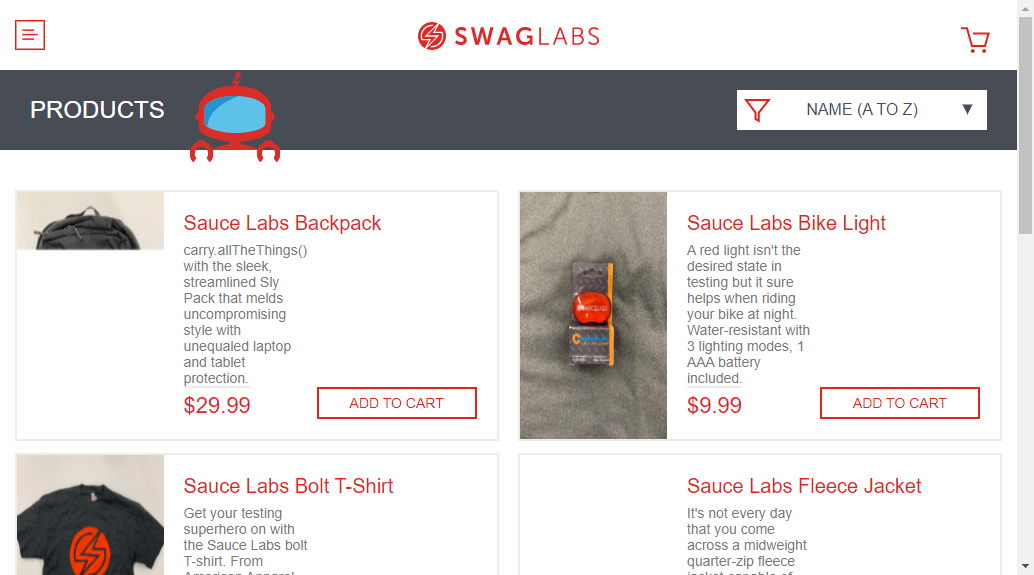 SWAGLABS
PRODUCTS
NAME (A TO Z)
Sauce Labs Backpack
carry.allTheThings()
with the sleek,
streamlined Sly
Pack that melds
uncompromising
style with
unequaled laptop
and tablet
protection.
$29.99
ADD TO CART
Sauce Labs Bike Light
A red light isn't the
desired state in
testing but it sure
helps when riding
your bike at night.
Water-resistant with
3 lighting modes, 1
AAA battery
included.
$9.99
ADD TO CART
Sauce Labs Bolt T-Shirt
Get your testing
superhero on with
the Sauce Labs bolt
T-shirt. From
American Apparel
Sauce Labs Fleece Jacket
It's not every day
that you come
across a midweight
quarter-zip fleece
jacket capable of